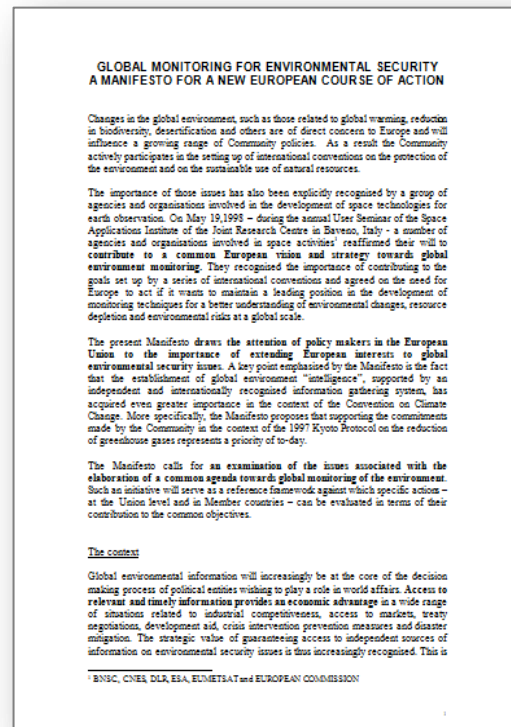 GLOBAL MONITORING FOR ENVIRONMENTAL SECURITY
A MANIFESTO FOR A NEW EUROPEAN COURSE OF ACTION
Changes in the global environment, such as those related to global warming, reduction
in biodiversity, desertification and others are of direct concern to Europe and will
influence a growing range of Community policies. As a result the Community
actively participates in the setting up of international conventions on the protection of
the environment and on the sustainable use of natural resources.
The importance of those issues has also been explicitly recognised by a group of
agencies and organisations involved in the development of space technologies for
earth observation. On May 19,1998 – during the annual User Seminar of the Space
Applications Institute of the Joint Research Centre in Baveno, Italy - a number of
agencies and organisations involved in space activities¹ reaffirmed their will to
contribute to a common European vision and strategy towards global
environment monitoring. They recognised the importance of contributing to the
goals set up by a series of international conventions and agreed on the need for
Europe to act if it wants to maintain a leading position in the development of
monitoring techniques for a better understanding of environmental changes, resource
depletion and environmental risks at a global scale.
The present Manifesto draws the attention of policy makers in the European
Union to the importance of extending European interests to global
environmental security issues. A key point emphasised by the Manifesto is the fact
that the establishment of global environment "intelligence", supported by an
independent and internationally recognised information gathering system, has
acquired even greater importance in the context of the Convention on Climate
Change. More specifically, the Manifesto proposes that supporting the commitments
made by the Community in the context of the 1997 Kyoto Protocol on the reduction
of greenhouse gases represents a priority of to-day.
The Manifesto calls for an examination of the issues associated with the
elaboration of a common agenda towards global monitoring of the environment.
Such an initiative will serve as a reference framework against which specific actions –
at the Union level and in Member countries – can be evaluated in terms of their
contribution to the common objectives.
The context
Global environmental information will increasingly be at the core of the decision
making process of political entities wishing to play a role in world affairs. Access to
relevant and timely information provides an economic advantage in a wide range
of situations related to industrial competitiveness, access to markets, treaty
negotiations, development aid, crisis intervention prevention measures and disaster
mitigation. The strategic value of guaranteeing access to independent sources of
information on environmental security issues is thus increasingly recognised. This is
¹ BNSC, CNES, DLR, ESA, EUMETSAT and EUROPEAN COMMISSION
1